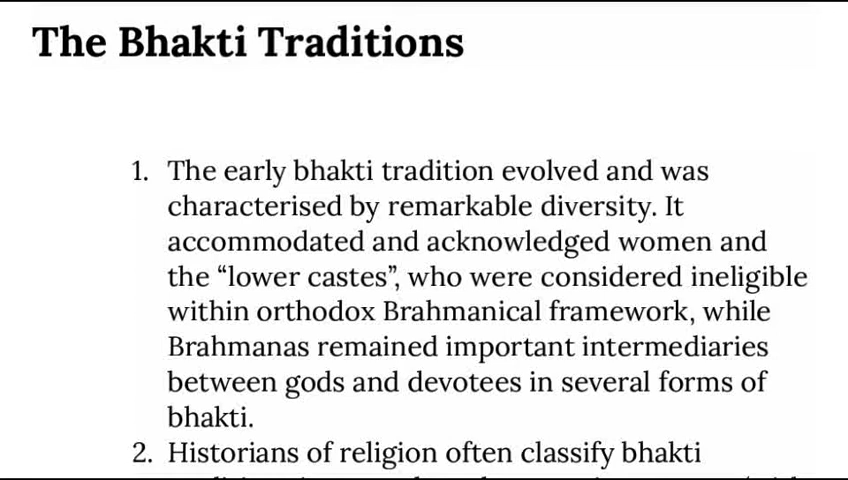 The Bhakti Traditions
1. The early bhakti tradition evolved and was
characterised by remarkable diversity. It
accommodated and acknowledged women and
the “lower castes”, who were considered ineligible
within orthodox Brahmanical framework, while
Brahmanas remained important intermediaries
between gods and devotees in several forms of
bhakti.
2. Historians of religion often classify bhakti